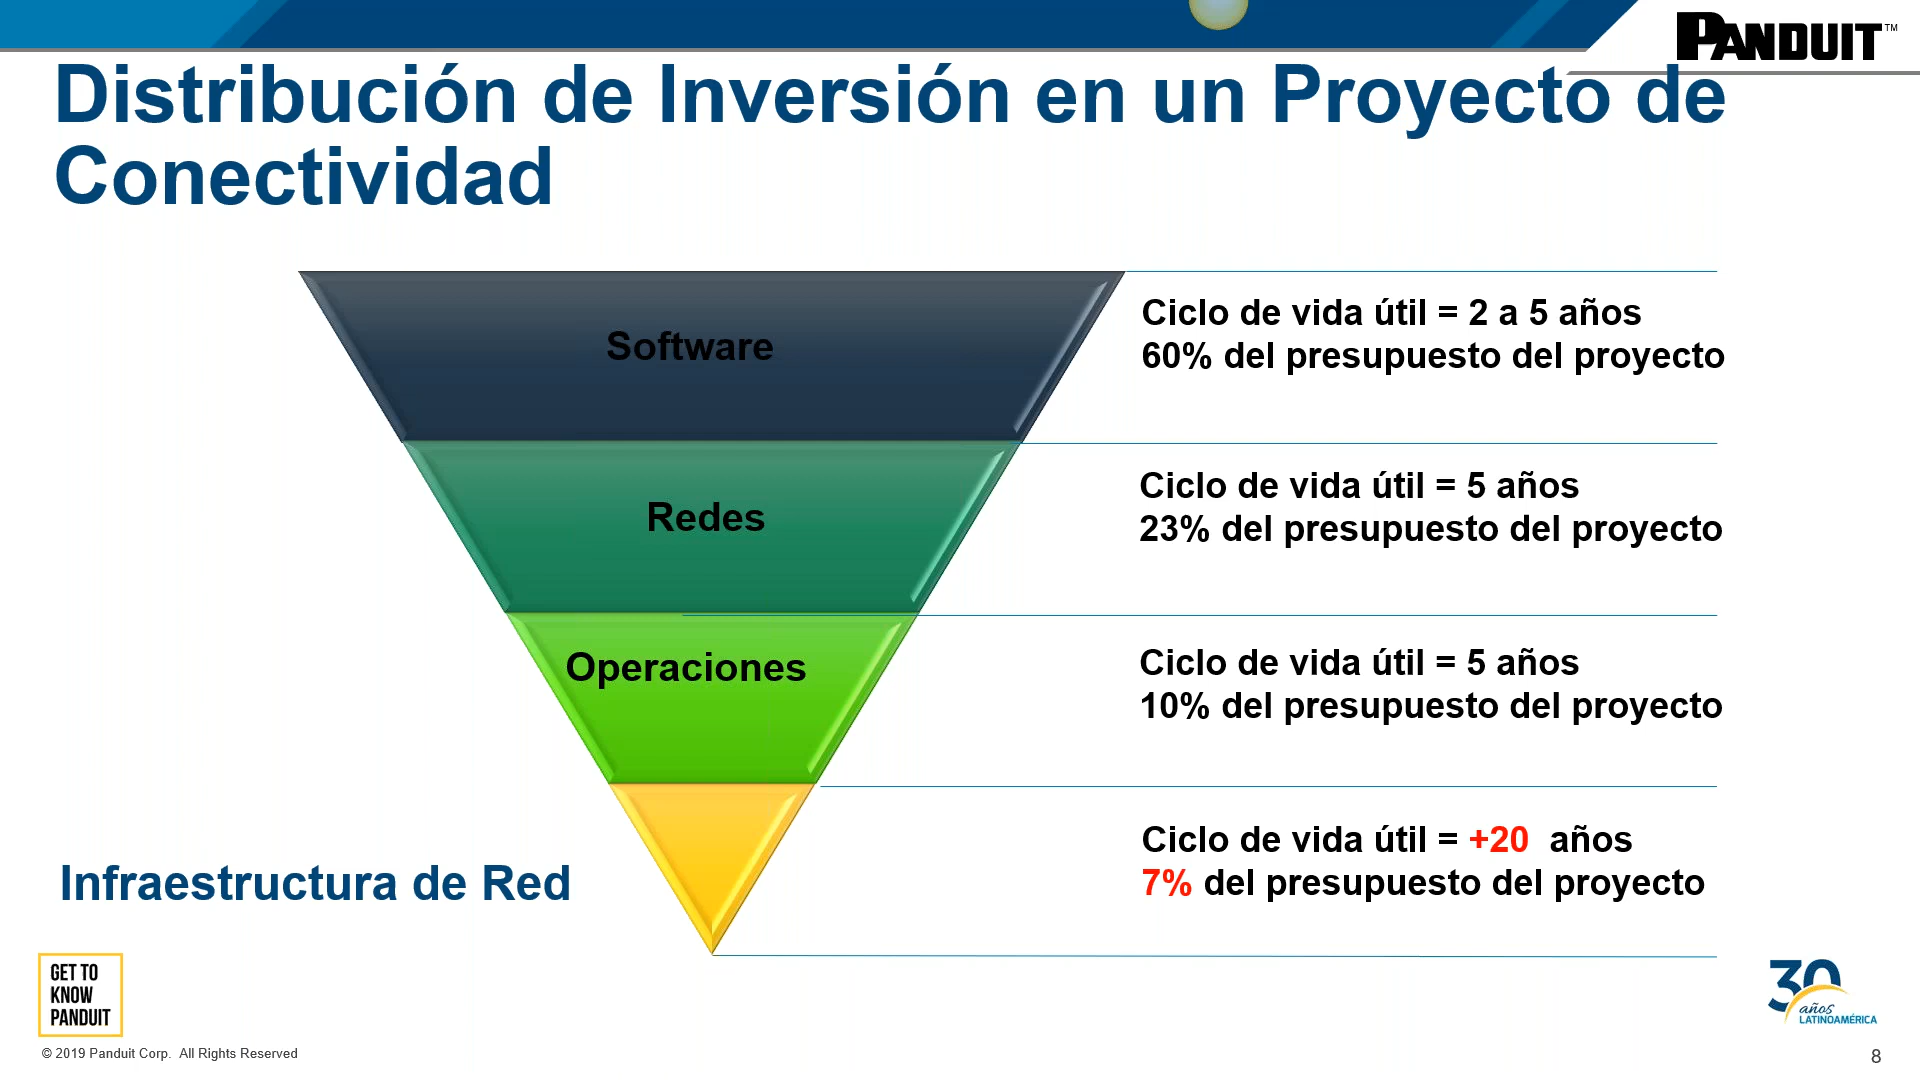 PANDUIT™
Distribución de Inversión en un Proyecto de
Conectividad
Software
Ciclo de vida útil = 2 a 5 años
60% del presupuesto del proyecto
Redes
Ciclo de vida útil = 5 años
23% del presupuesto del proyecto
Operaciones
Ciclo de vida útil = 5 años
10% del presupuesto del proyecto
Infraestructura de Red
Ciclo de vida útil = +20 años
7% del presupuesto del proyecto
GET TO
KNOW
PANDUIT
30
años
LATINOAMÉRICA
© 2019 Panduit Corp. All Rights Reserved
8